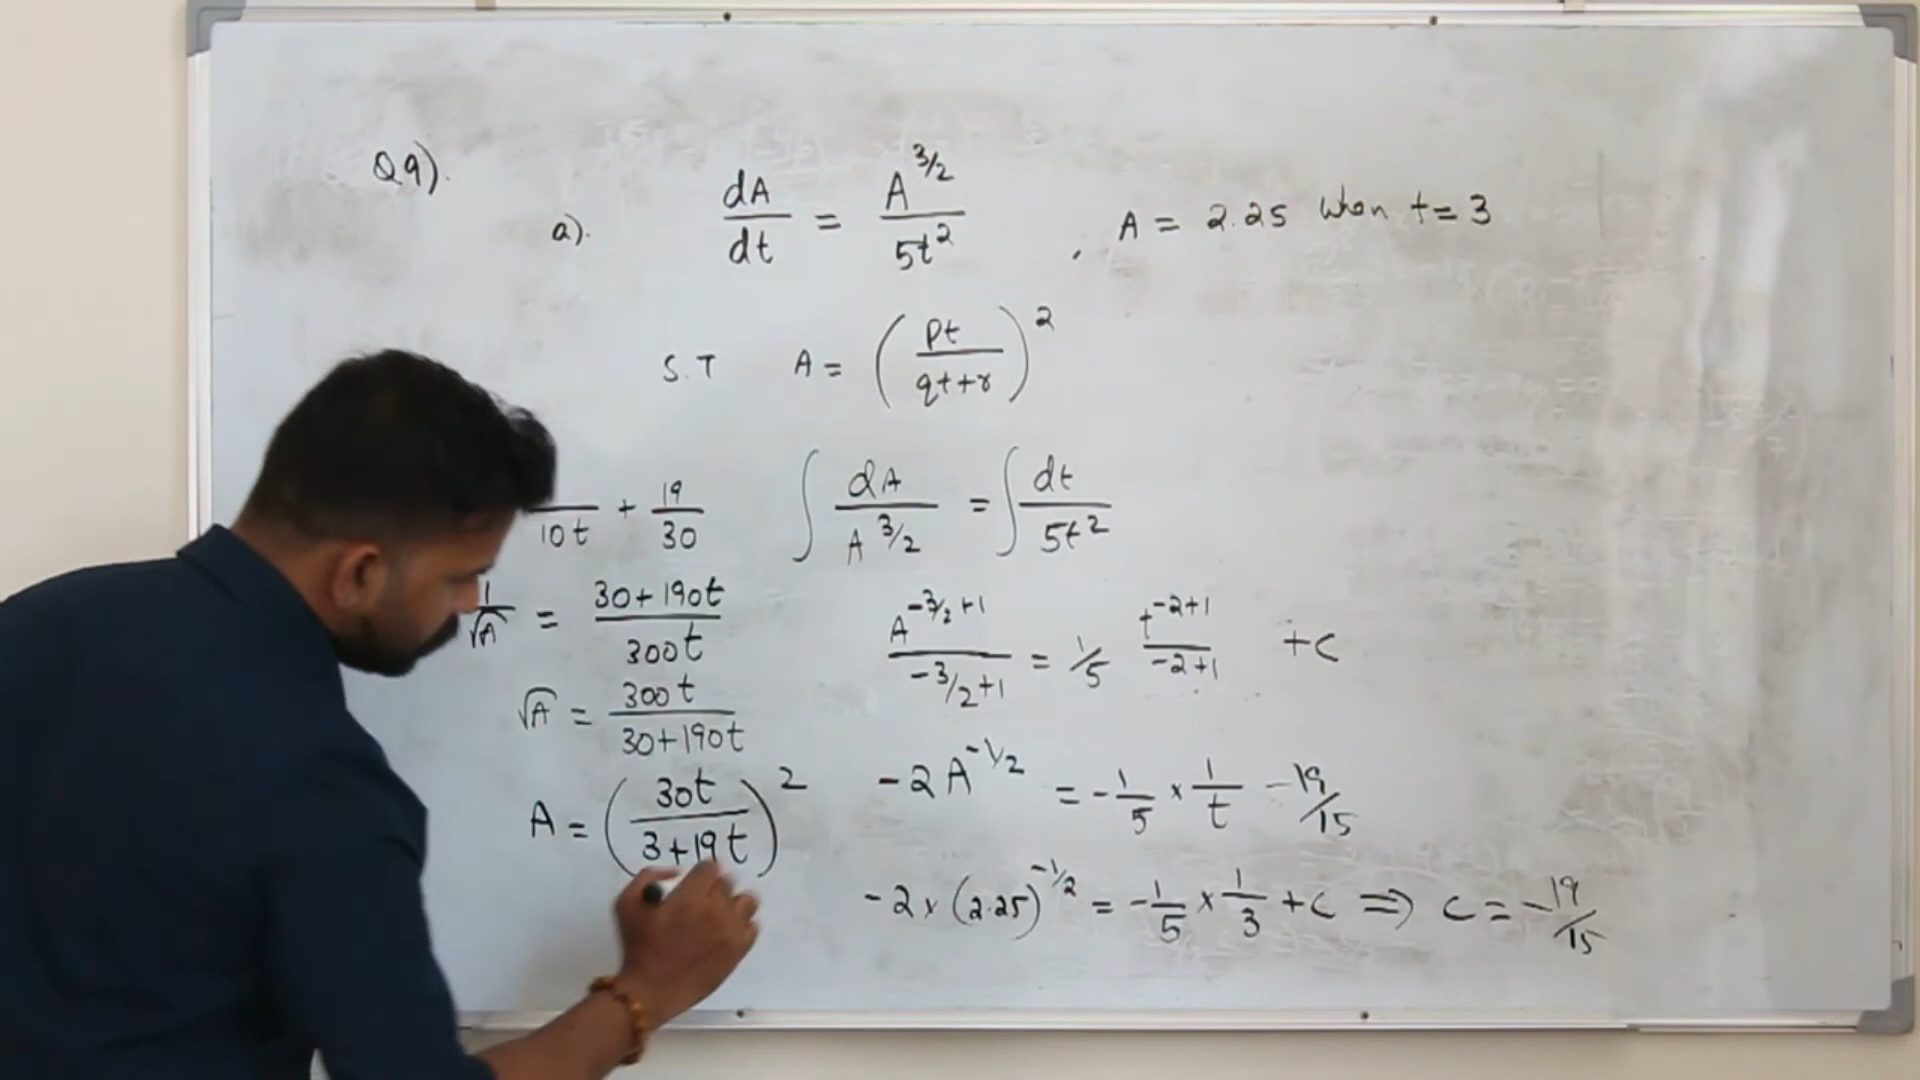 Q9).
a). dA/dt = A^3/2 / 5t^2 , A = 2.25 when t = 3
S.T A = (pt / qt+r)^2
∫ dA / A^3/2 = ∫ dt / 5t^2
A^-3/2+1 / -3/2+1 = 1/5 t^-2+1 / -2+1 +c
-2A^-1/2 = -1/5 × 1/t -19/15
-2 × (2.25)^-1/2 = -1/5 × 1/3 + c ⇒ c = -19/15
/ 10t + 19/30
1/√A = 30+190t / 300t
√A = 300t / 30+190t
A = (30t / 3+19t)^2